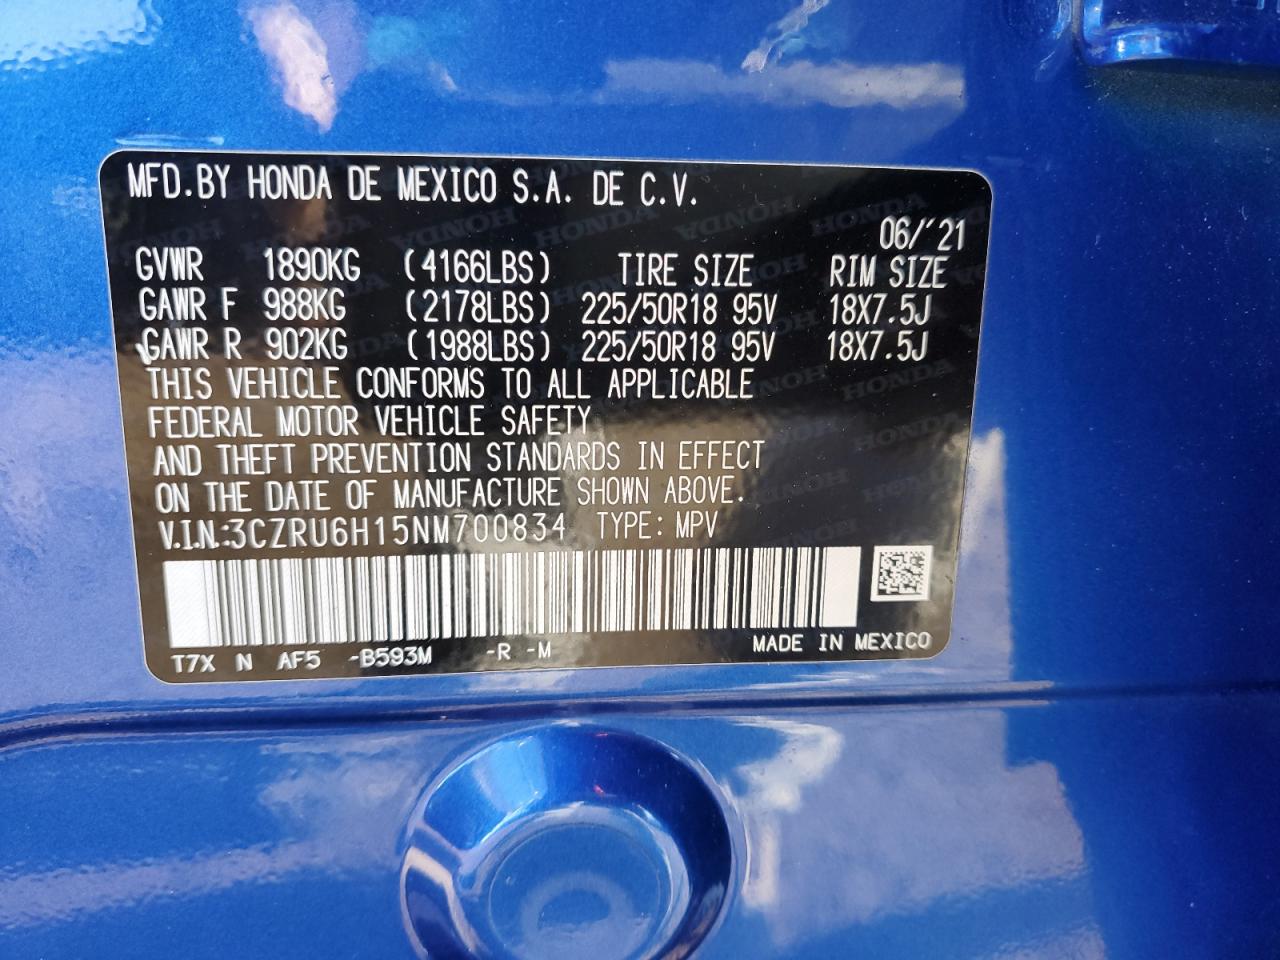 MFD.BY HONDA DE MEXICO S.A. DE C.V.
06/'21
GVWR 1890KG (4166LBS) TIRE SIZE RIM SIZE
GAWR F 988KG (2178LBS) 225/50R18 95V 18X7.5J
GAWR R 902KG (1988LBS) 225/50R18 95V 18X7.5J
THIS VEHICLE CONFORMS TO ALL APPLICABLE
FEDERAL MOTOR VEHICLE SAFETY
AND THEFT PREVENTION STANDARDS IN EFFECT
ON THE DATE OF MANUFACTURE SHOWN ABOVE.
V.I.N.:3CZRU6H15NM700834 TYPE: MPV
T7X N AF5 -B593M -R -M MADE IN MEXICO